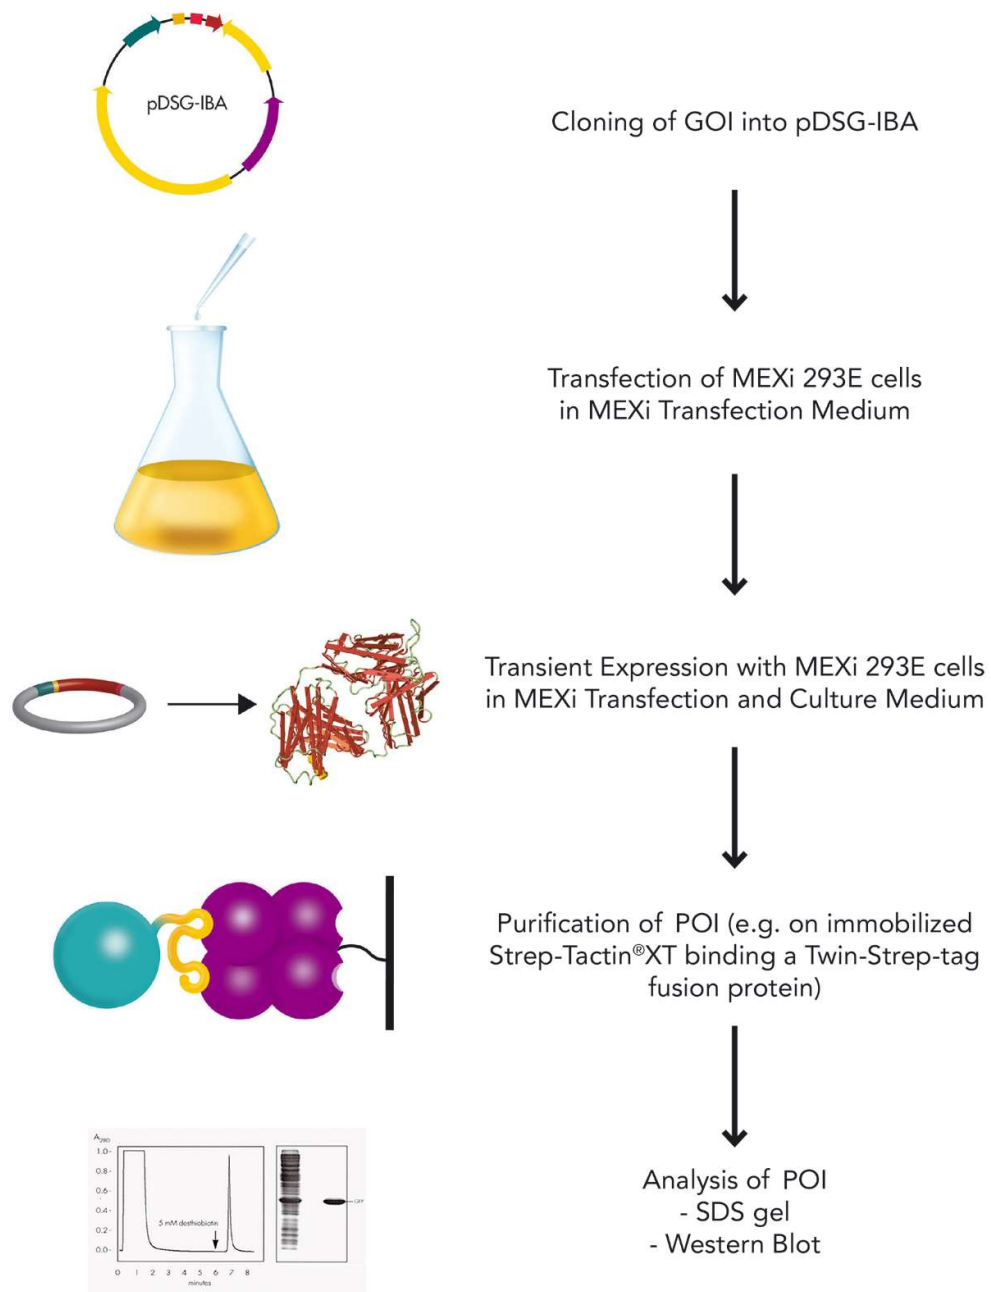 pDSG-IBA
Cloning of GOI into pDSG-IBA
Transfection of MEXi 293E cells
in MEXi Transfection Medium
Transient Expression with MEXi 293E cells
in MEXi Transfection and Culture Medium
Purification of POI (e.g. on immobilized
Strep-Tactin®XT binding a Twin-Strep-tag
fusion protein)
A280
1.0
0.8
0.6
0.4
0.2
0.0
5 mM desthiobiotin
0 1 2 3 4 5 6 7 8
minutes
Analysis of POI
- SDS gel
- Western Blot